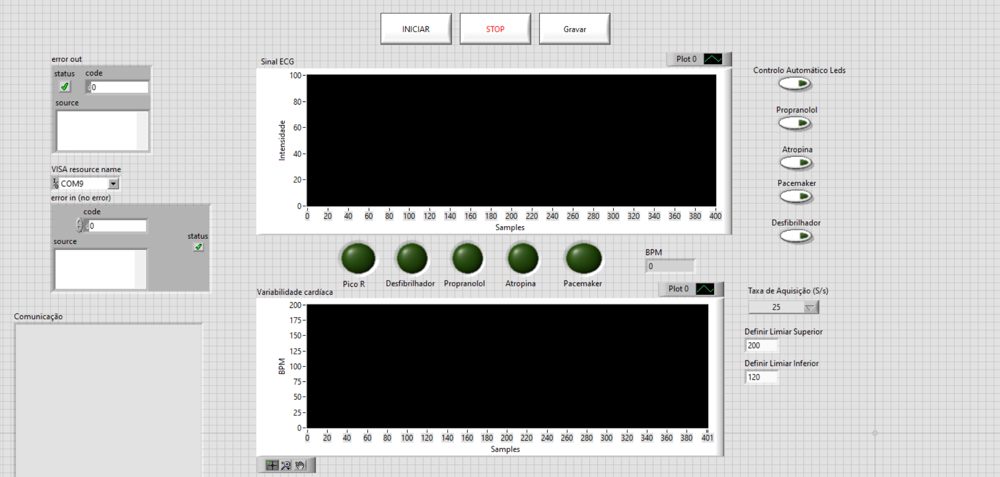 INICIAR
STOP
Gravar
error out
status
code
0
source
VISA resource name
COM9
error in (no error)
code
0
source
status
Comunicação
Sinal ECG
Plot 0
Intensidade
100
80
60
40
20
0
0 20 40 60 80 100 120 140 160 180 200 220 240 260 280 300 320 340 360 380 400
Samples
Pico R
Desfibrilhador
Propranolol
Atropina
Pacemaker
BPM
0
Variabilidade cardíaca
Plot 0
BPM
200
175
150
125
100
75
50
25
0
0 20 40 60 80 100 120 140 160 180 200 220 240 260 280 300 320 340 360 380 401
Samples
Controlo Automático Leds
Propranolol
Atropina
Pacemaker
Desfibrilhador
Taxa de Aquisição (S/s)
25
Definir Limiar Superior
200
Definir Limiar Inferior
120